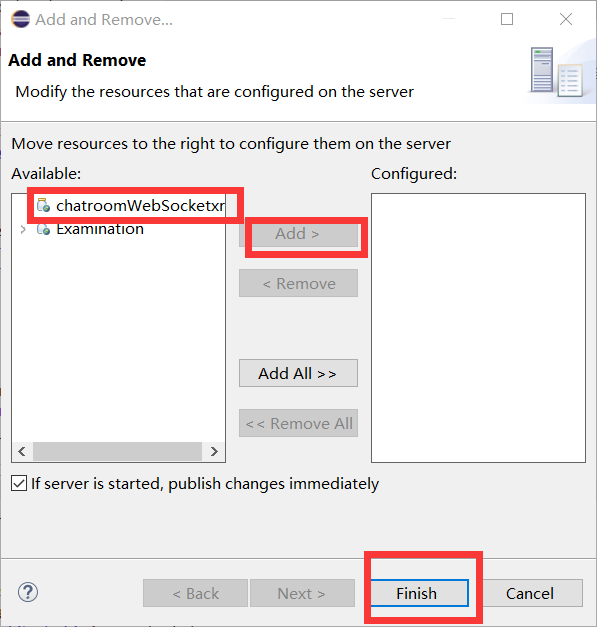 Add and Remove...
Add and Remove
Modify the resources that are configured on the server
Move resources to the right to configure them on the server
Available:
Configured:
chatroomWebSocketxr
Examination
Add >
< Remove
Add All >>
<< Remove All
If server is started, publish changes immediately
< Back
Next >
Finish
Cancel